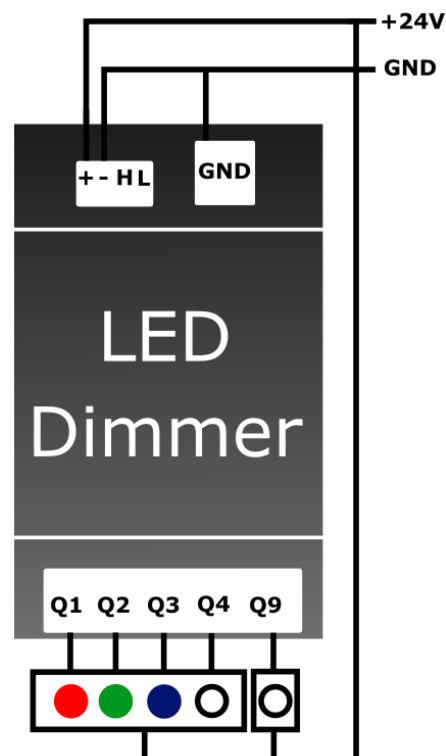 +24V
GND
+ - H L
GND
LED
Dimmer
Q1 Q2 Q3 Q4 Q9